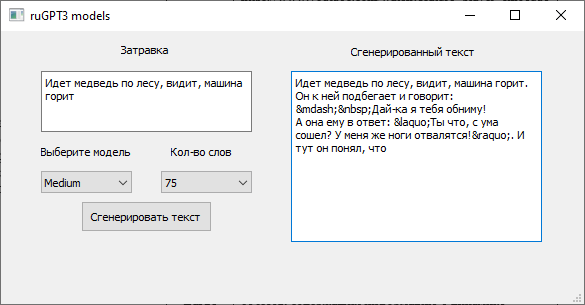 ruGPT3 models
Затравка
Идет медведь по лесу, видит, машина
горит
Выберите модель
Кол-во слов
Medium
75
Сгенерировать текст
Сгенерированный текст
Идет медведь по лесу, видит, машина горит.
Он к ней подбегает и говорит:
&mdash;&nbsp;Дай-ка я тебя обниму!
А она ему в ответ: &laquo;Ты что, с ума
сошел? У меня же ноги отвалятся!&raquo;. И
тут он понял, что